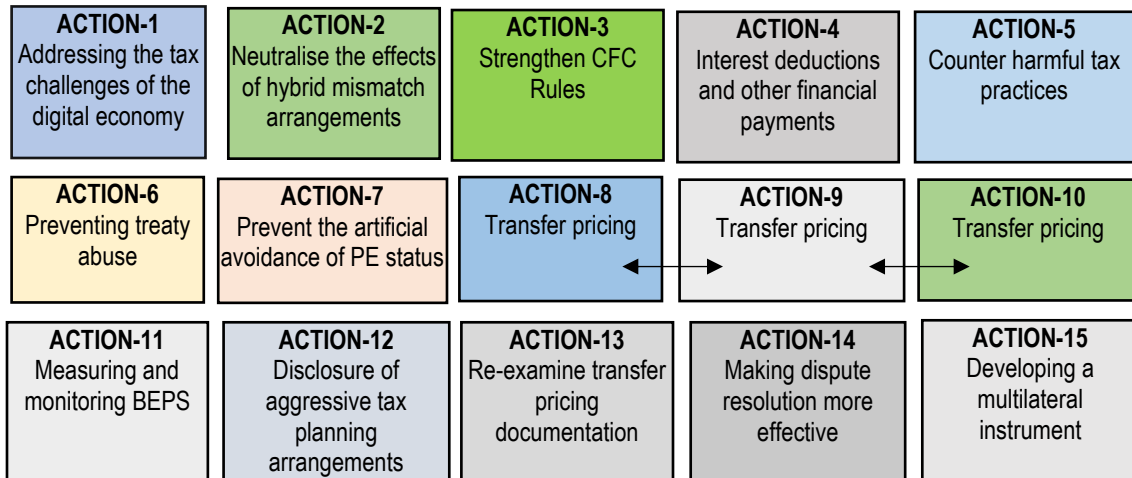 ACTION-1
Addressing the tax
challenges of the
digital economy
ACTION-2
Neutralise the effects
of hybrid mismatch
arrangements
ACTION-3
Strengthen CFC
Rules
ACTION-4
Interest deductions
and other financial
payments
ACTION-5
Counter harmful tax
practices
ACTION-6
Preventing treaty
abuse
ACTION-7
Prevent the artificial
avoidance of PE status
ACTION-8
Transfer pricing
ACTION-9
Transfer pricing
ACTION-10
Transfer pricing
ACTION-11
Measuring and
monitoring BEPS
ACTION-12
Disclosure of
aggressive tax
planning
arrangements
ACTION-13
Re-examine transfer
pricing
documentation
ACTION-14
Making dispute
resolution more
effective
ACTION-15
Developing a
multilateral
instrument